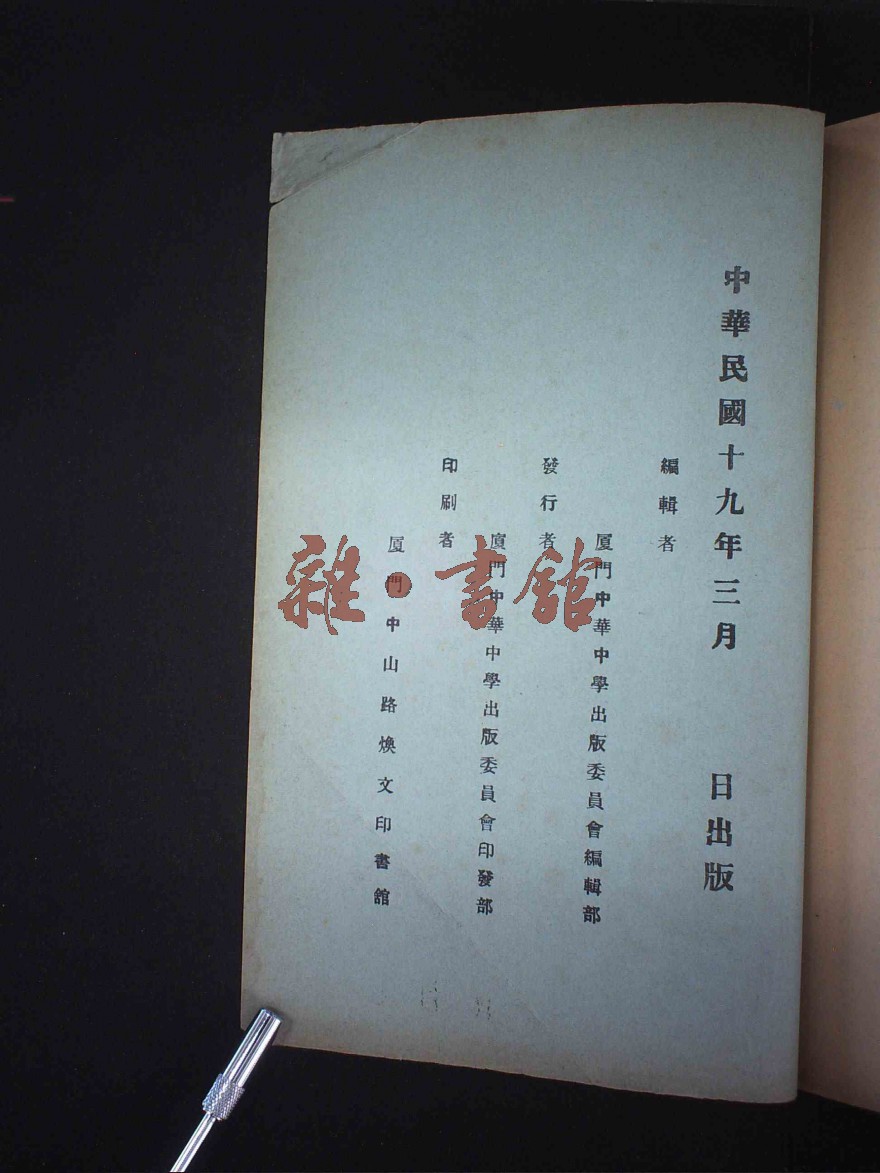 中華民國十九年三月　　日出版
編輯者
厦門中華中學出版委員會編輯部
發行者
廈門中華中學出版委員會印發部
印刷者
厦門中山路煥文印書館
雜·書館